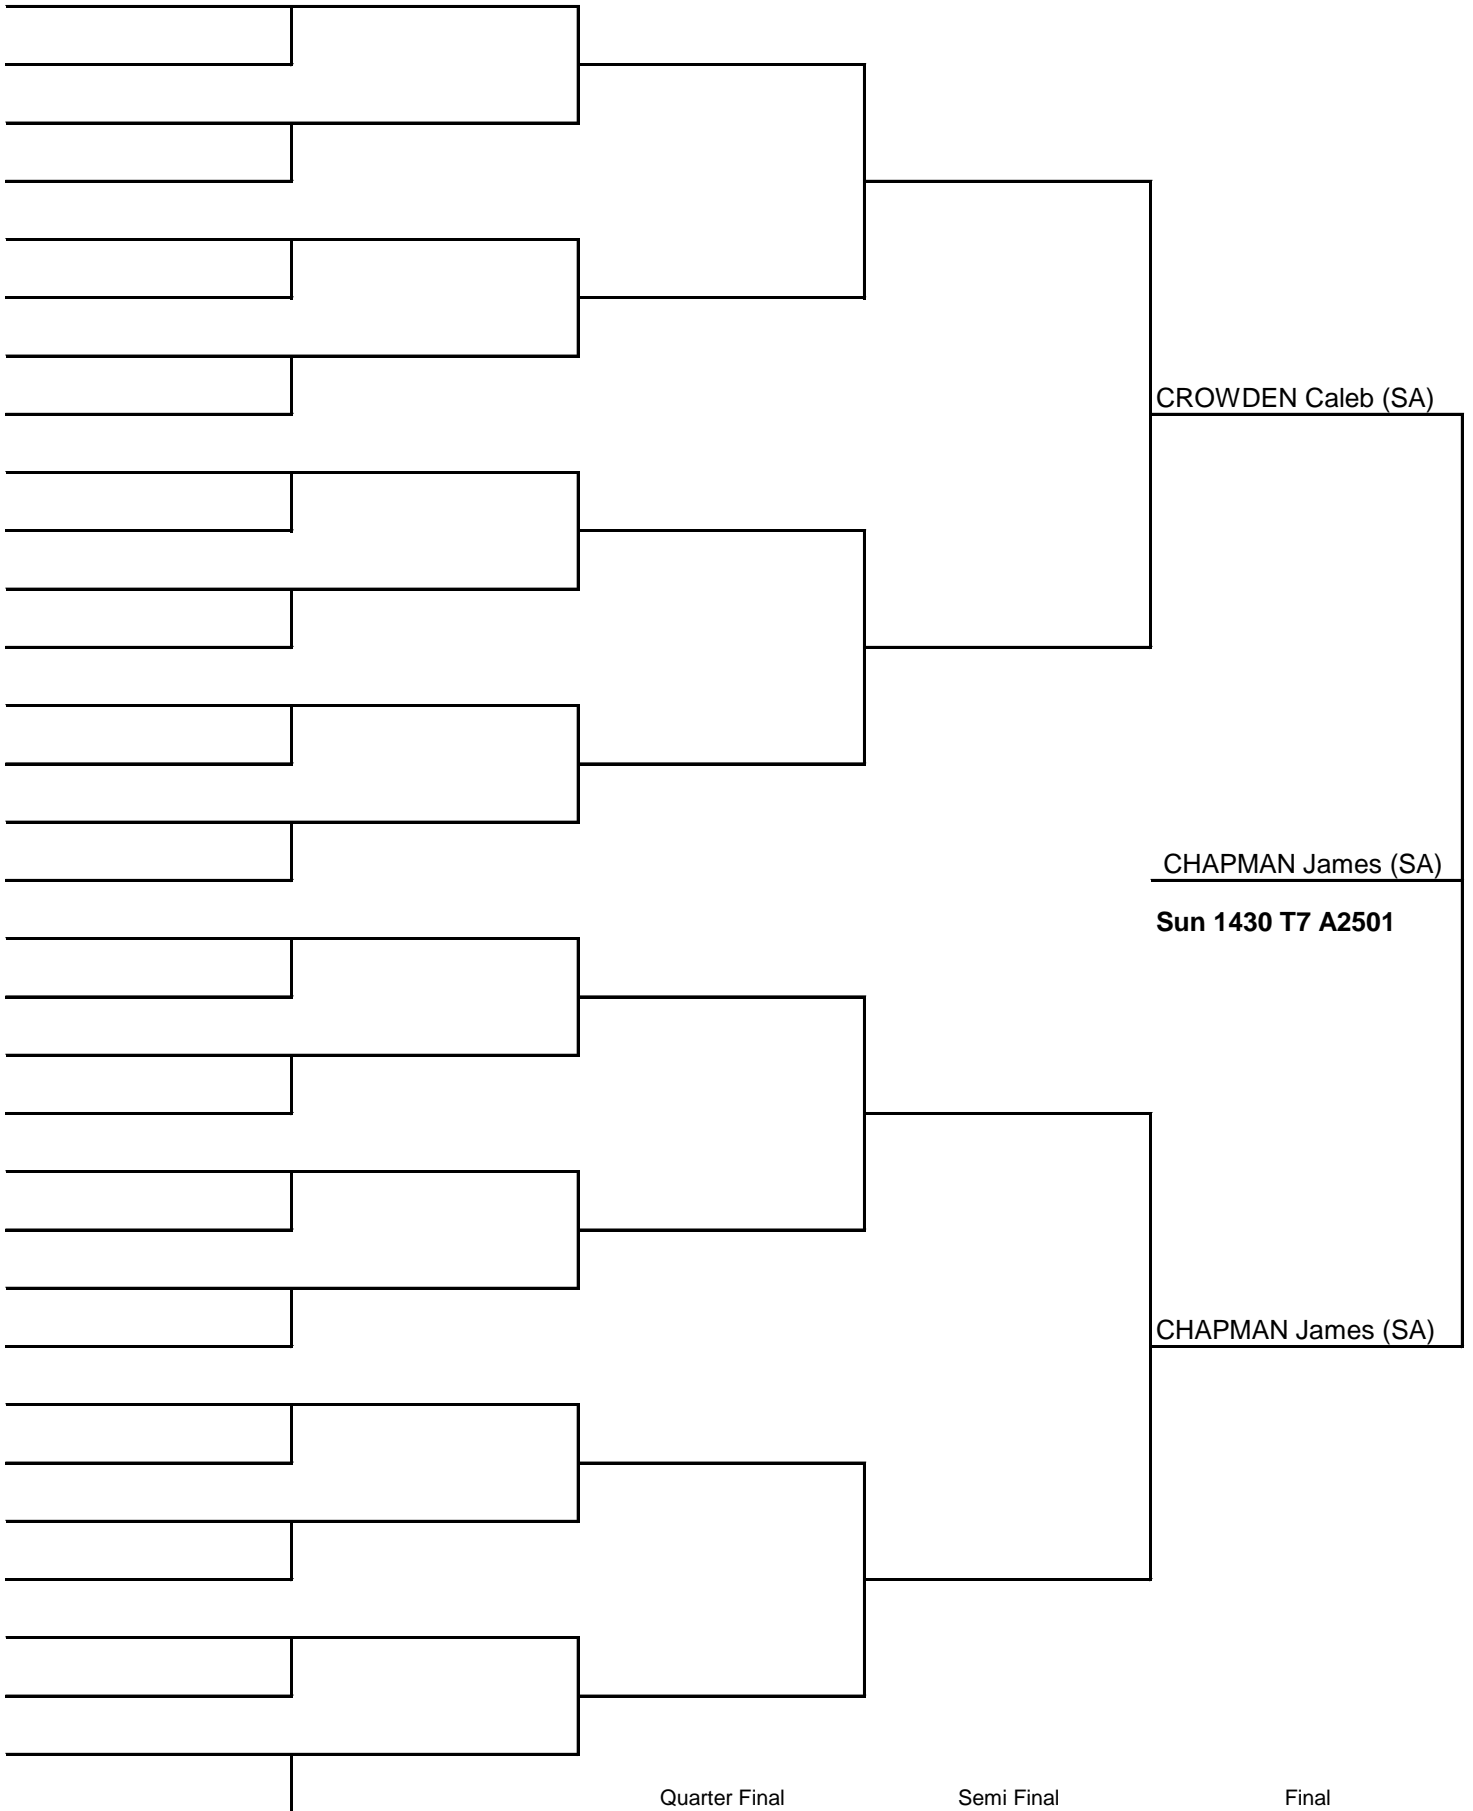 CROWDEN Caleb (SA)
CHAPMAN James (SA)
Sun 1430 T7 A2501
CHAPMAN James (SA)
Quarter Final
Semi Final
Final